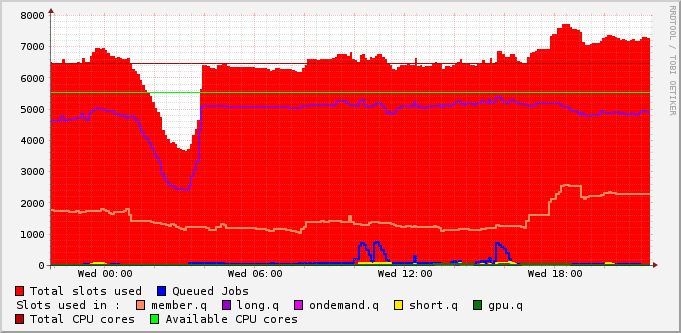 8000
7000
6000
5000
4000
3000
2000
1000
0
Wed 00:00 Wed 06:00 Wed 12:00 Wed 18:00
RRDTOOL / TOBI OETIKER
Total slots used Queued Jobs
Slots used in : member.q long.q ondemand.q short.q gpu.q
Total CPU cores Available CPU cores